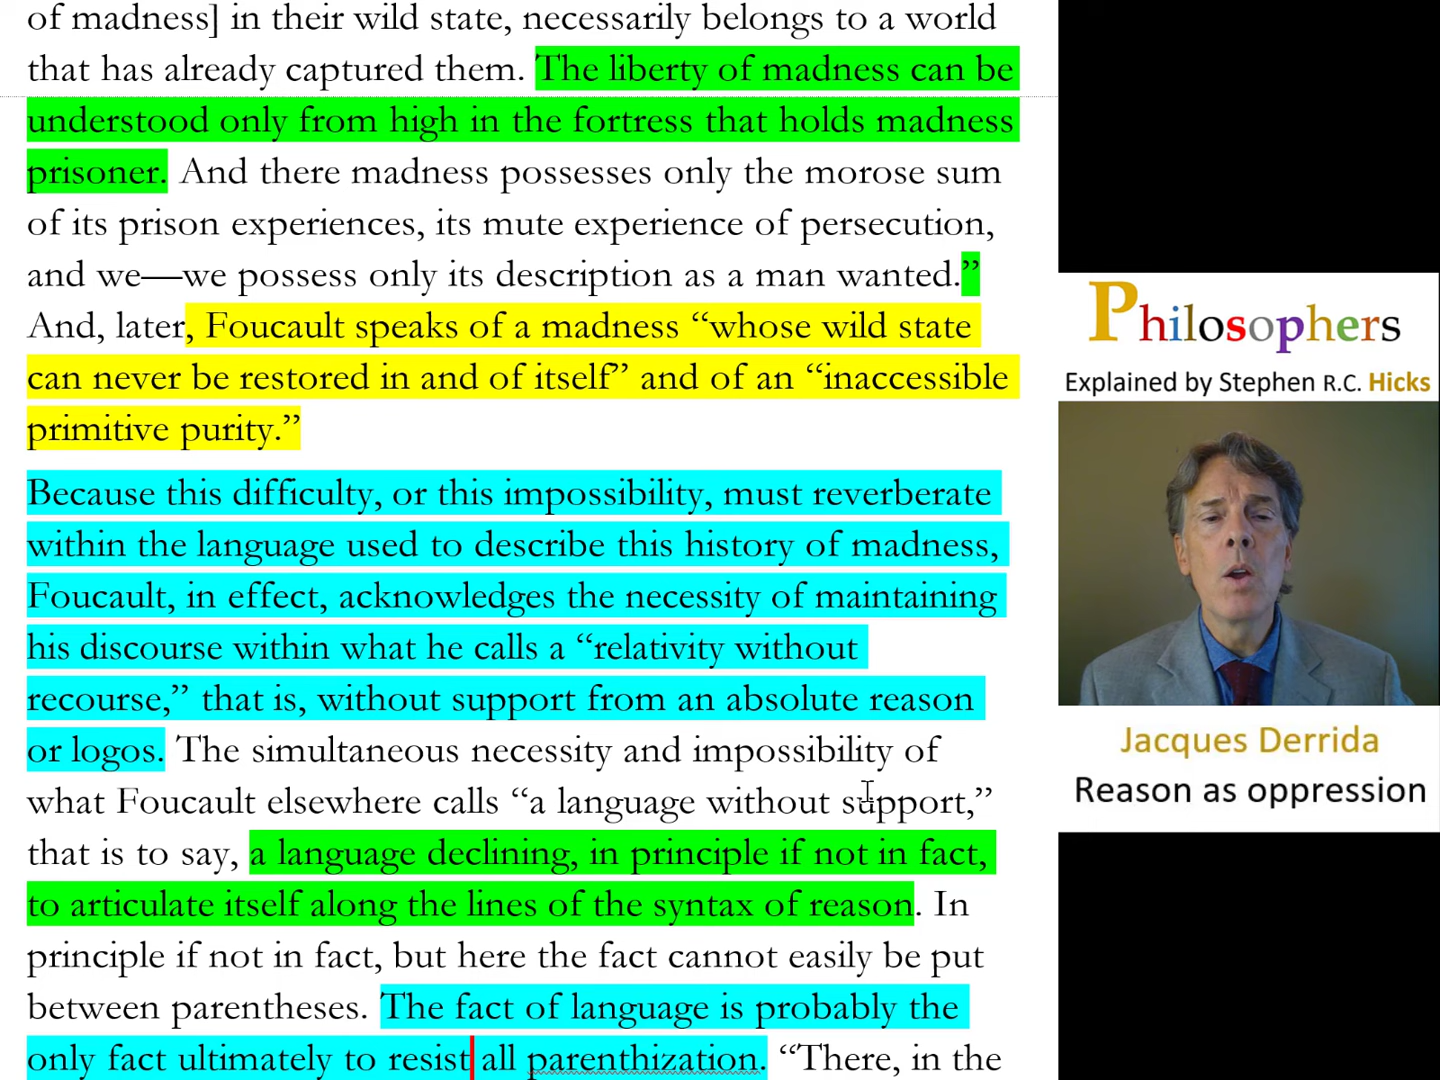 of madness] in their wild state, necessarily belongs to a world
that has already captured them. The liberty of madness can be
understood only from high in the fortress that holds madness
prisoner. And there madness possesses only the morose sum
of its prison experiences, its mute experience of persecution,
and we—we possess only its description as a man wanted.”
And, later, Foucault speaks of a madness “whose wild state
can never be restored in and of itself” and of an “inaccessible
primitive purity.”
Because this difficulty, or this impossibility, must reverberate
within the language used to describe this history of madness,
Foucault, in effect, acknowledges the necessity of maintaining
his discourse within what he calls a “relativity without
recourse,” that is, without support from an absolute reason
or logos. The simultaneous necessity and impossibility of
what Foucault elsewhere calls “a language without support,”
that is to say, a language declining, in principle if not in fact,
to articulate itself along the lines of the syntax of reason. In
principle if not in fact, but here the fact cannot easily be put
between parentheses. The fact of language is probably the
only fact ultimately to resist all parenthization. “There, in the
Philosophers
Explained by Stephen R.C. Hicks
Jacques Derrida
Reason as oppression